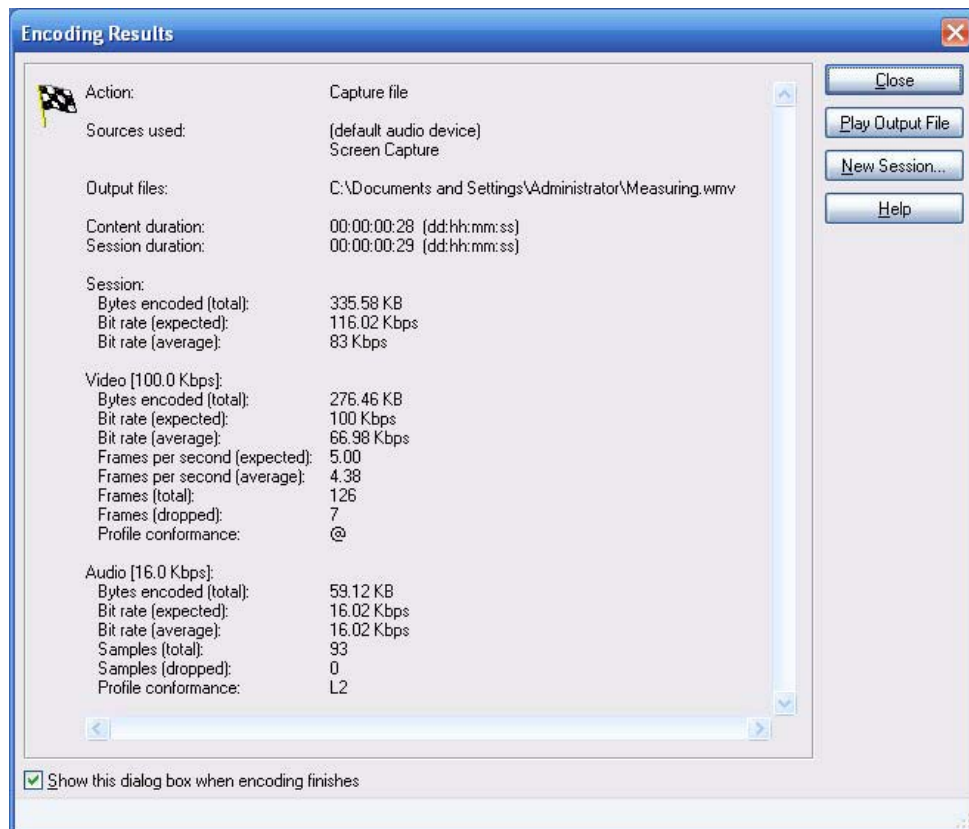 Encoding Results
Action: Capture file
Sources used: (default audio device)
Screen Capture
Output files: C:\Documents and Settings\Administrator\Measuring.wmv
Content duration: 00:00:00:28 (dd:hh:mm:ss)
Session duration: 00:00:00:29 (dd:hh:mm:ss)
Session:
Bytes encoded (total): 335.58 KB
Bit rate (expected): 116.02 Kbps
Bit rate (average): 83 Kbps
Video [100.0 Kbps]:
Bytes encoded (total): 276.46 KB
Bit rate (expected): 100 Kbps
Bit rate (average): 66.98 Kbps
Frames per second (expected): 5.00
Frames per second (average): 4.38
Frames (total): 126
Frames (dropped): 7
Profile conformance: @
Audio [16.0 Kbps]:
Bytes encoded (total): 59.12 KB
Bit rate (expected): 16.02 Kbps
Bit rate (average): 16.02 Kbps
Samples (total): 93
Samples (dropped): 0
Profile conformance: L2
Close
Play Output File
New Session...
Help
Show this dialog box when encoding finishes